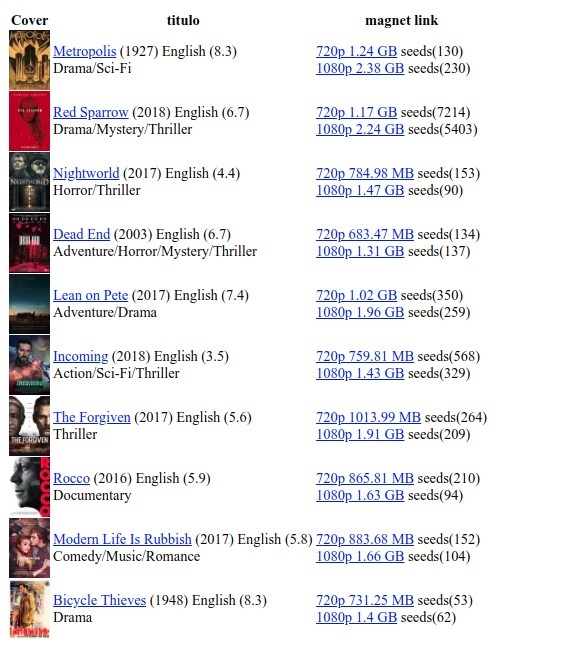 Cover titulo magnet link
METROPOLIS
Metropolis (1927) English (8.3) 720p 1.24 GB seeds(130)
Drama/Sci-Fi 1080p 2.38 GB seeds(230)
RED SPARROW
Red Sparrow (2018) English (6.7) 720p 1.17 GB seeds(7214)
Drama/Mystery/Thriller 1080p 2.24 GB seeds(5403)
NIGHTWORLD
Nightworld (2017) English (4.4) 720p 784.98 MB seeds(153)
Horror/Thriller 1080p 1.47 GB seeds(90)
DEAD END
Dead End (2003) English (6.7) 720p 683.47 MB seeds(134)
Adventure/Horror/Mystery/Thriller 1080p 1.31 GB seeds(137)
Lean on Pete (2017) English (7.4) 720p 1.02 GB seeds(350)
Adventure/Drama 1080p 1.96 GB seeds(259)
INCOMING
Incoming (2018) English (3.5) 720p 759.81 MB seeds(568)
Action/Sci-Fi/Thriller 1080p 1.43 GB seeds(329)
THE FORGIVEN
The Forgiven (2017) English (5.6) 720p 1013.99 MB seeds(264)
Thriller 1080p 1.91 GB seeds(209)
ROCCO
Rocco (2016) English (5.9) 720p 865.81 MB seeds(210)
Documentary 1080p 1.63 GB seeds(94)
Modern Life Is Rubbish (2017) English (5.8) 720p 883.68 MB seeds(152)
Comedy/Music/Romance 1080p 1.66 GB seeds(104)
Bicycle Thieves (1948) English (8.3) 720p 731.25 MB seeds(53)
Drama 1080p 1.4 GB seeds(62)